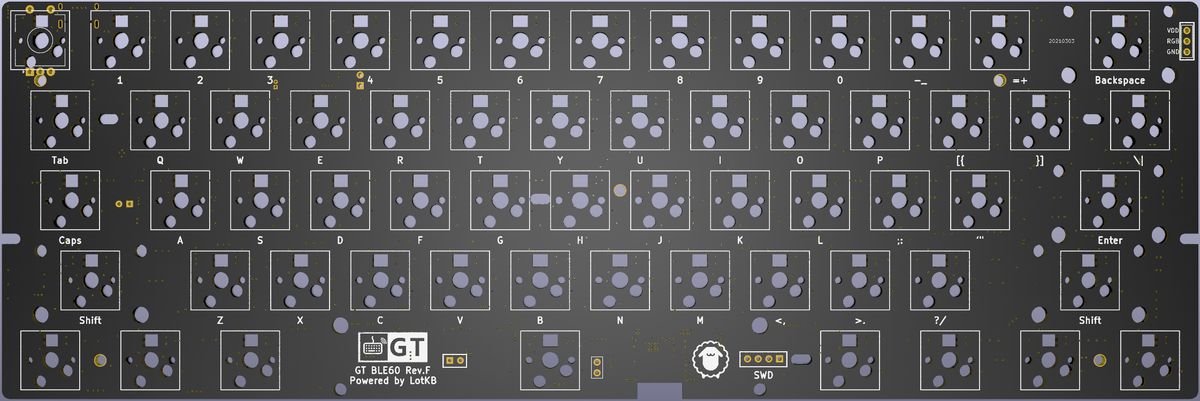 VDD
20210303 RGB
GND
1 2 3 4 5 6 7 8 9 0 -_ =+ Backspace
Tab Q W E R T Y U I O P [{ }] \|
Caps A S D F G H J K L ;: '" Enter
Shift Z X C V B N M <, >. ?/ Shift
GT
GT BLE60 Rev.F
Powered by LotKB
SWD